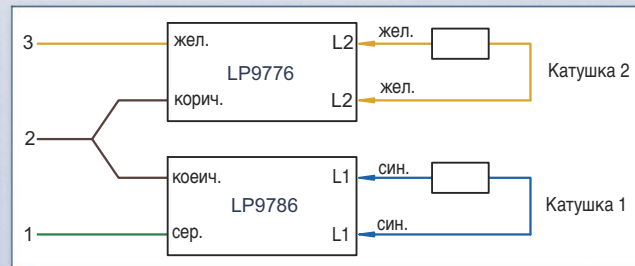 3
жел.
LP9776
L2
жел.
корич.
L2
жел.
Катушка 2
2
коеич.
LP9786
L1
син.
1
сер.
L1
син.
Катушка 1